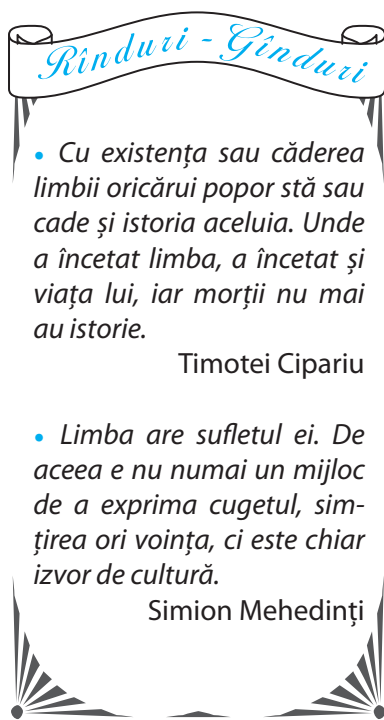 Rînduri - Gînduri
• Cu existența sau căderea
limbii oricărui popor stă sau
cade și istoria aceluia. Unde
a încetat limba, a încetat și
viața lui, iar morții nu mai
au istorie.
Timotei Cipariu
• Limba are sufletul ei. De
aceea e nu numai un mijloc
de a exprima cugetul, sim-
țirea ori voința, ci este chiar
izvor de cultură.
Simion Mehedinți